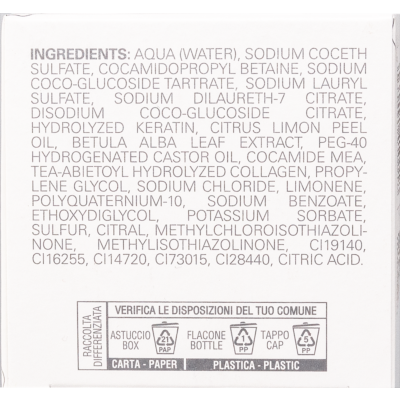 INGREDIENTS: AQUA (WATER), SODIUM COCETH
SULFATE, COCAMIDOPROPYL BETAINE, SODIUM
COCO-GLUCOSIDE TARTRATE, SODIUM LAURYL
SULFATE, SODIUM DILAURETH-7 CITRATE,
DISODIUM COCO-GLUCOSIDE CITRATE,
HYDROLYZED KERATIN, CITRUS LIMON PEEL
OIL, BETULA ALBA LEAF EXTRACT, PEG-40
HYDROGENATED CASTOR OIL, COCAMIDE MEA,
TEA-ABIETOYL HYDROLYZED COLLAGEN, PROPY-
LENE GLYCOL, SODIUM CHLORIDE, LIMONENE,
POLYQUATERNIUM-10, SODIUM BENZOATE,
ETHOXYDIGLYCOL, POTASSIUM SORBATE,
SULFUR, CITRAL, METHYLCHLOROISOTHIAZOLI-
NONE, METHYLISOTHIAZOLINONE, CI19140,
CI16255, CI14720, CI73015, CI28440, CITRIC ACID.
RACCOLTA
DIFFERENZIATA
VERIFICA LE DISPOSIZIONI DEL TUO COMUNE
ASTUCCIO
BOX
21
PAP
FLACONE
BOTTLE
1
PP
TAPPO
CAP
5
PP
CARTA - PAPER
PLASTICA - PLASTIC